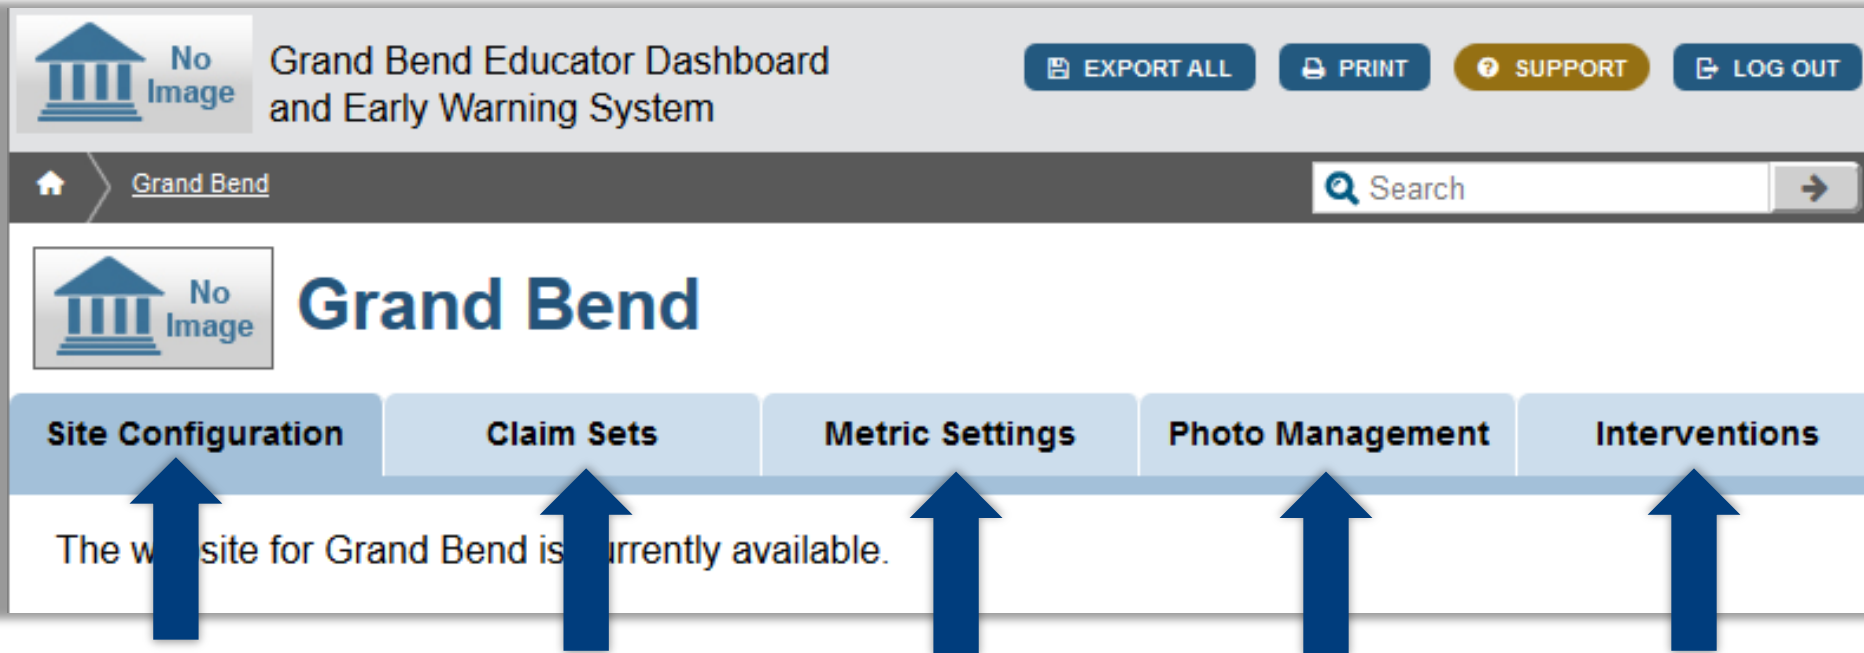 No
Image
Grand Bend Educator Dashboard
and Early Warning System
EXPORT ALL
PRINT
SUPPORT
LOG OUT
Grand Bend
Search
No
Image
Grand Bend
Site Configuration
Claim Sets
Metric Settings
Photo Management
Interventions
The w site for Grand Bend is urrently available.